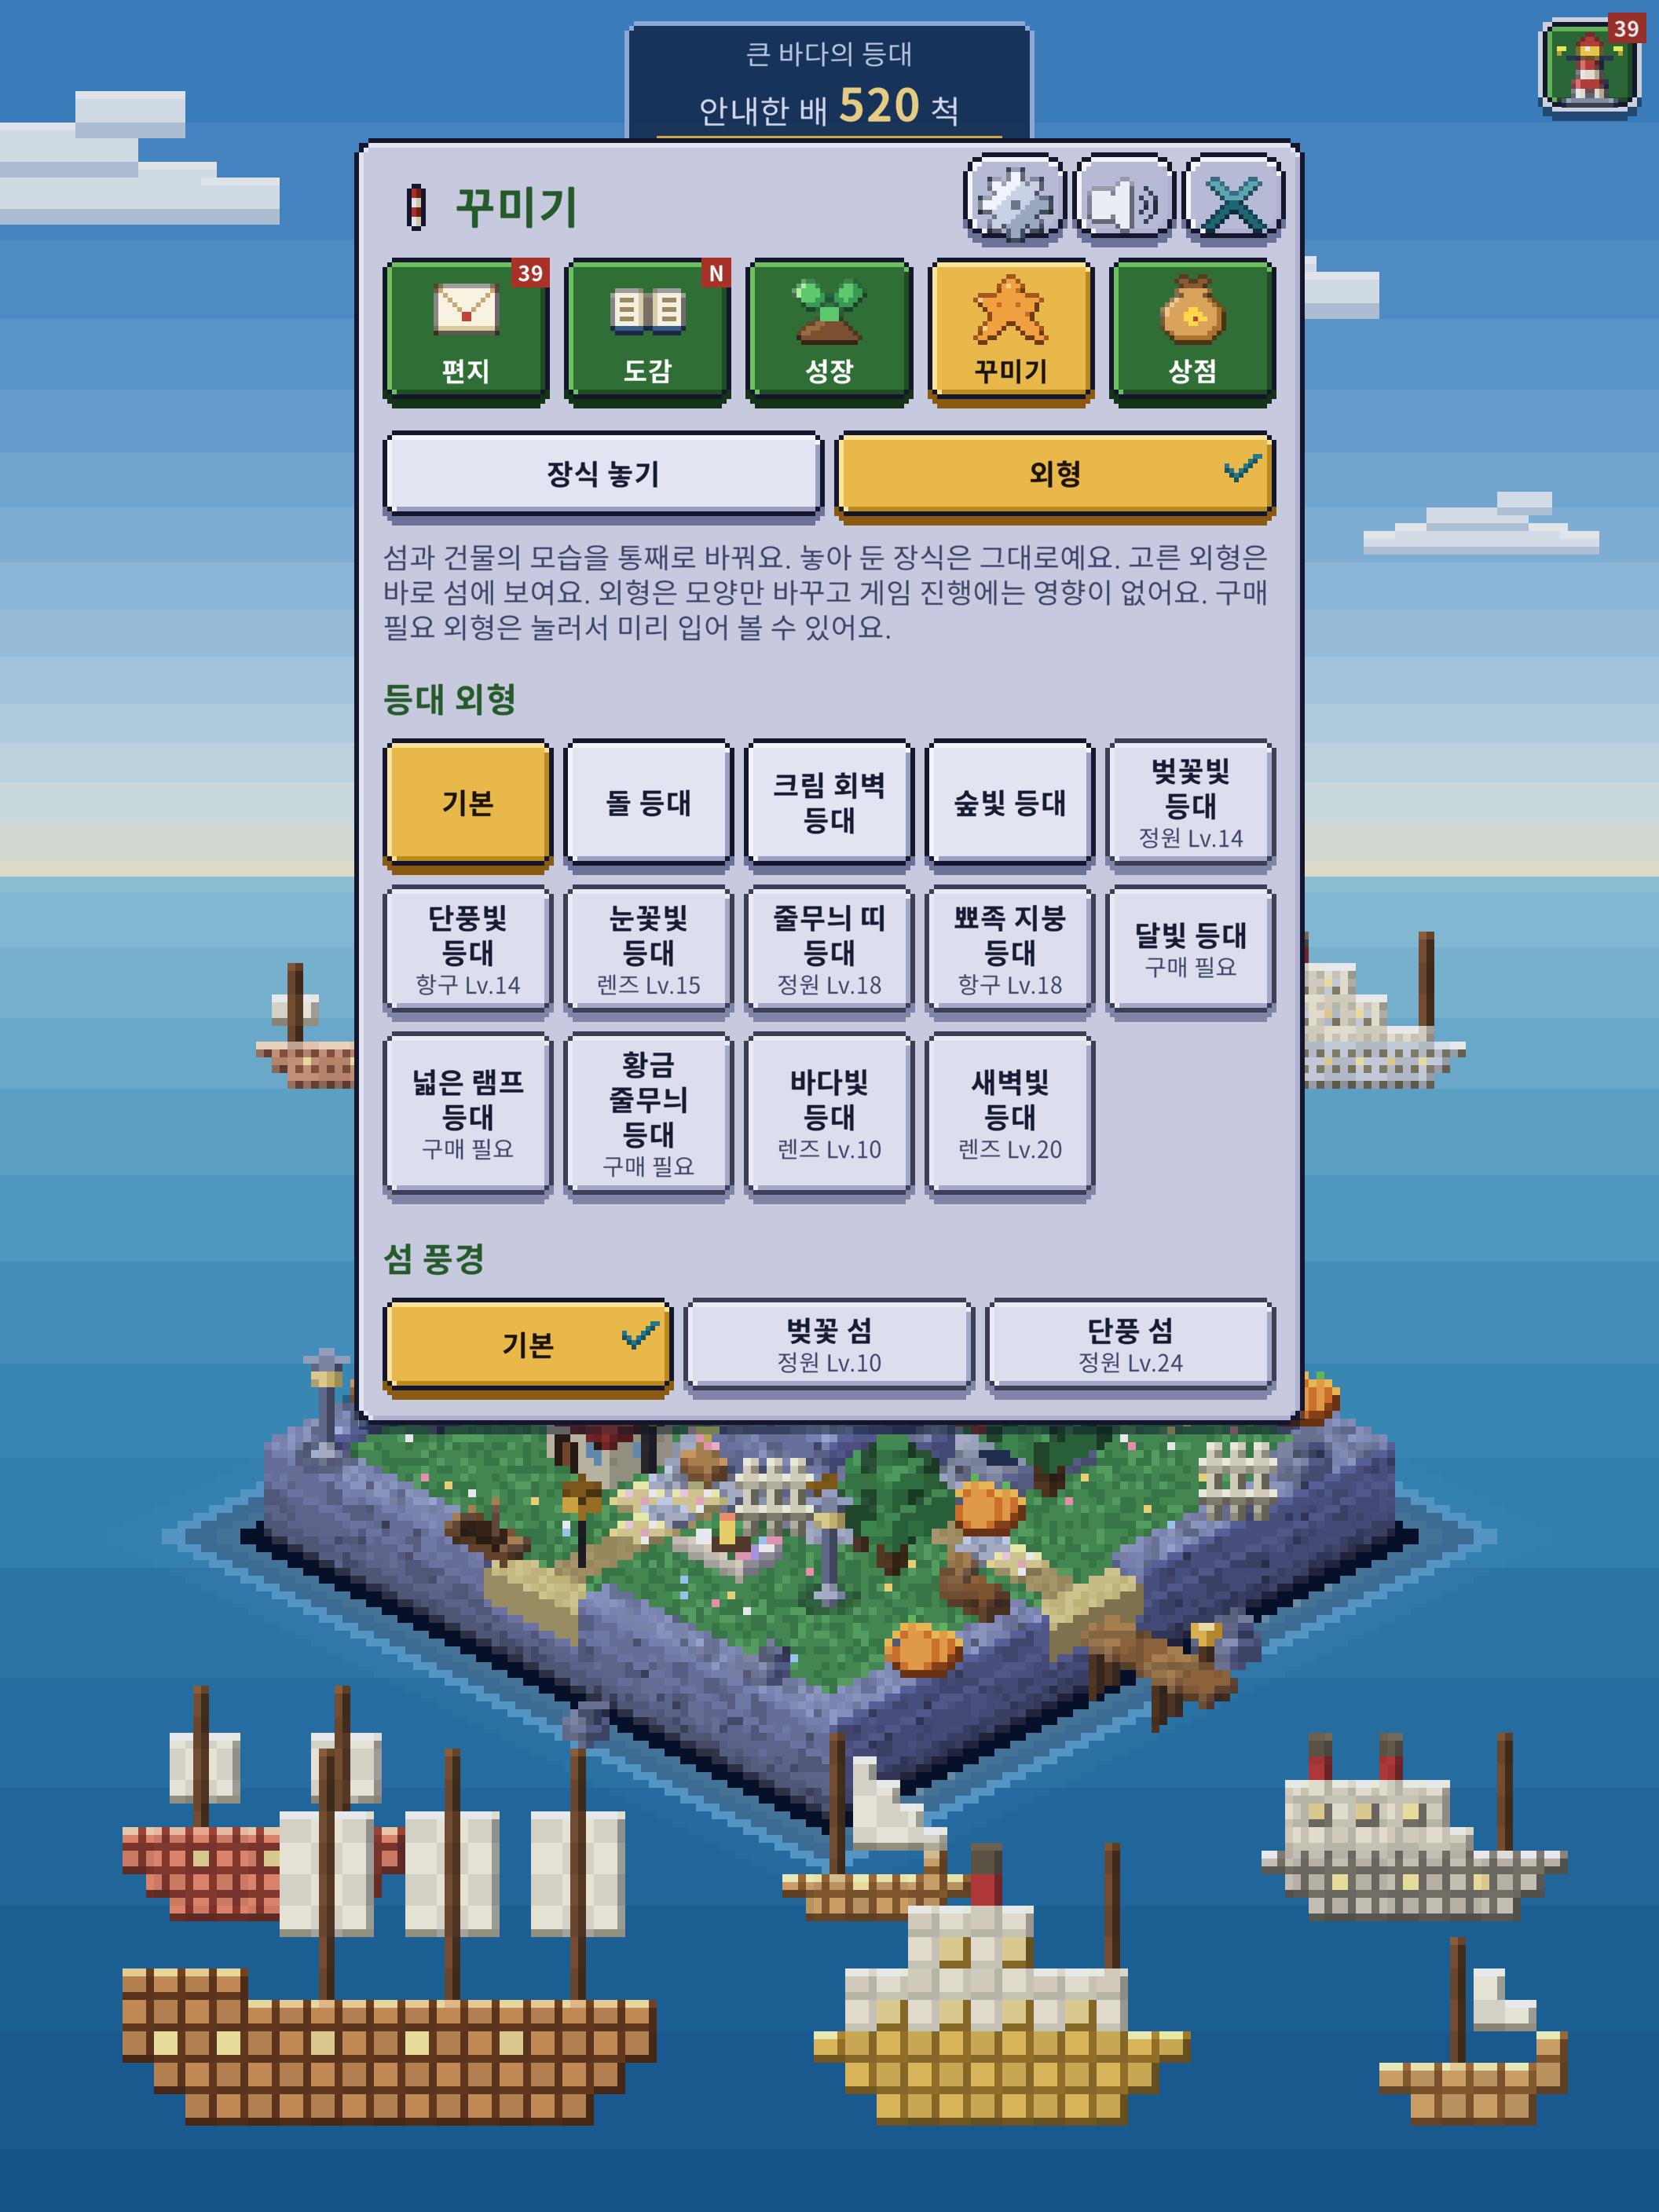 큰 바다의 등대
안내한 배 520 척
39
꾸미기
39
N
편지
도감
성장
꾸미기
상점
장식 놓기
외형
섬과 건물의 모습을 통째로 바꿔요. 놓아 둔 장식은 그대로예요. 고른 외형은
바로 섬에 보여요. 외형은 모양만 바꾸고 게임 진행에는 영향이 없어요. 구매
필요 외형은 눌러서 미리 입어 볼 수 있어요.
등대 외형
기본
돌 등대
크림 회벽
등대
숲빛 등대
벚꽃빛
등대
정원 Lv.14
단풍빛
등대
항구 Lv.14
눈꽃빛
등대
렌즈 Lv.15
줄무늬 띠
등대
정원 Lv.18
뾰족 지붕
등대
항구 Lv.18
달빛 등대
구매 필요
넓은 램프
등대
구매 필요
황금
줄무늬
등대
구매 필요
바다빛
등대
렌즈 Lv.10
새벽빛
등대
렌즈 Lv.20
섬 풍경
기본
벚꽃 섬
정원 Lv.10
단풍 섬
정원 Lv.24